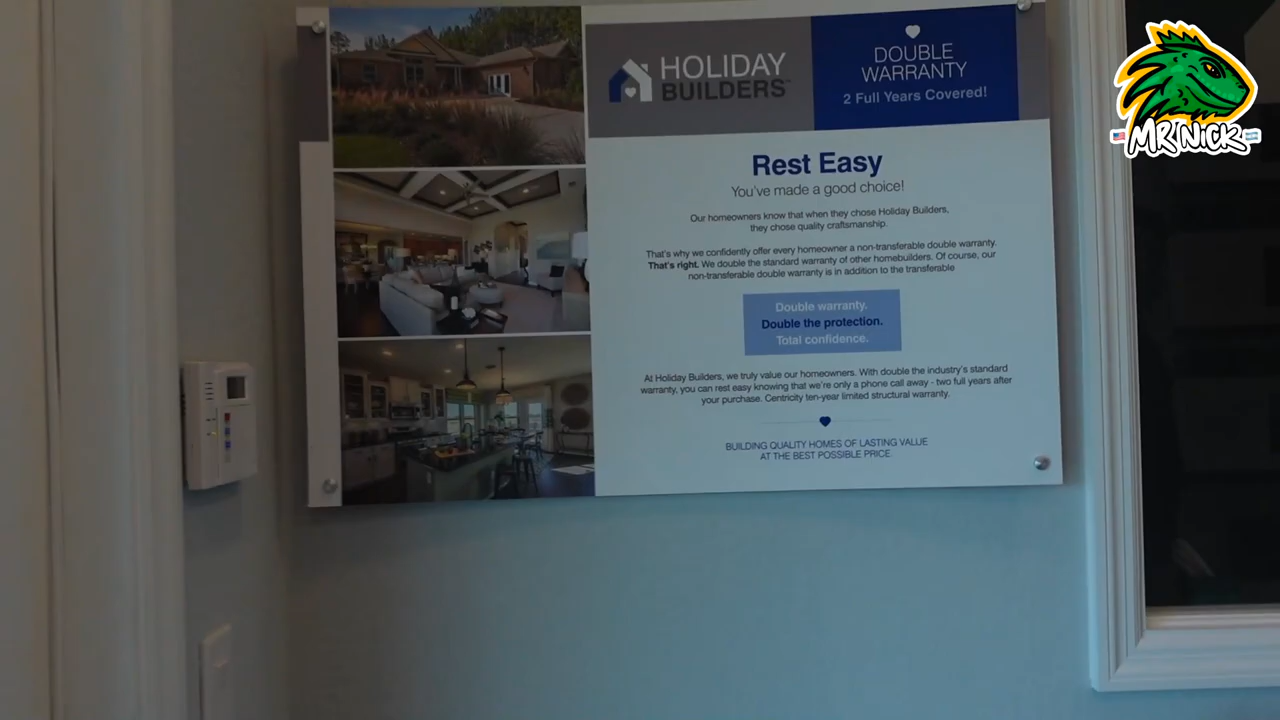 HOLIDAY
BUILDERS™
DOUBLE
WARRANTY
2 Full Years Covered!
MR NICK
Rest Easy
You've made a good choice!
Our homeowners know that when they chose Holiday Builders,
they chose quality craftsmanship.
That's why we confidently offer every homeowner a non-transferable double warranty.
That's right. We double the standard warranty of other homebuilders. Of course, our
non-transferable double warranty is in addition to the transferable
Double warranty.
Double the protection.
Total confidence.
At Holiday Builders, we truly value our homeowners. With double the industry's standard
warranty, you can rest easy knowing that we're only a phone call away - two full years after
your purchase. Centricity ten-year limited structural warranty.
BUILDING QUALITY HOMES OF LASTING VALUE
AT THE BEST POSSIBLE PRICE.